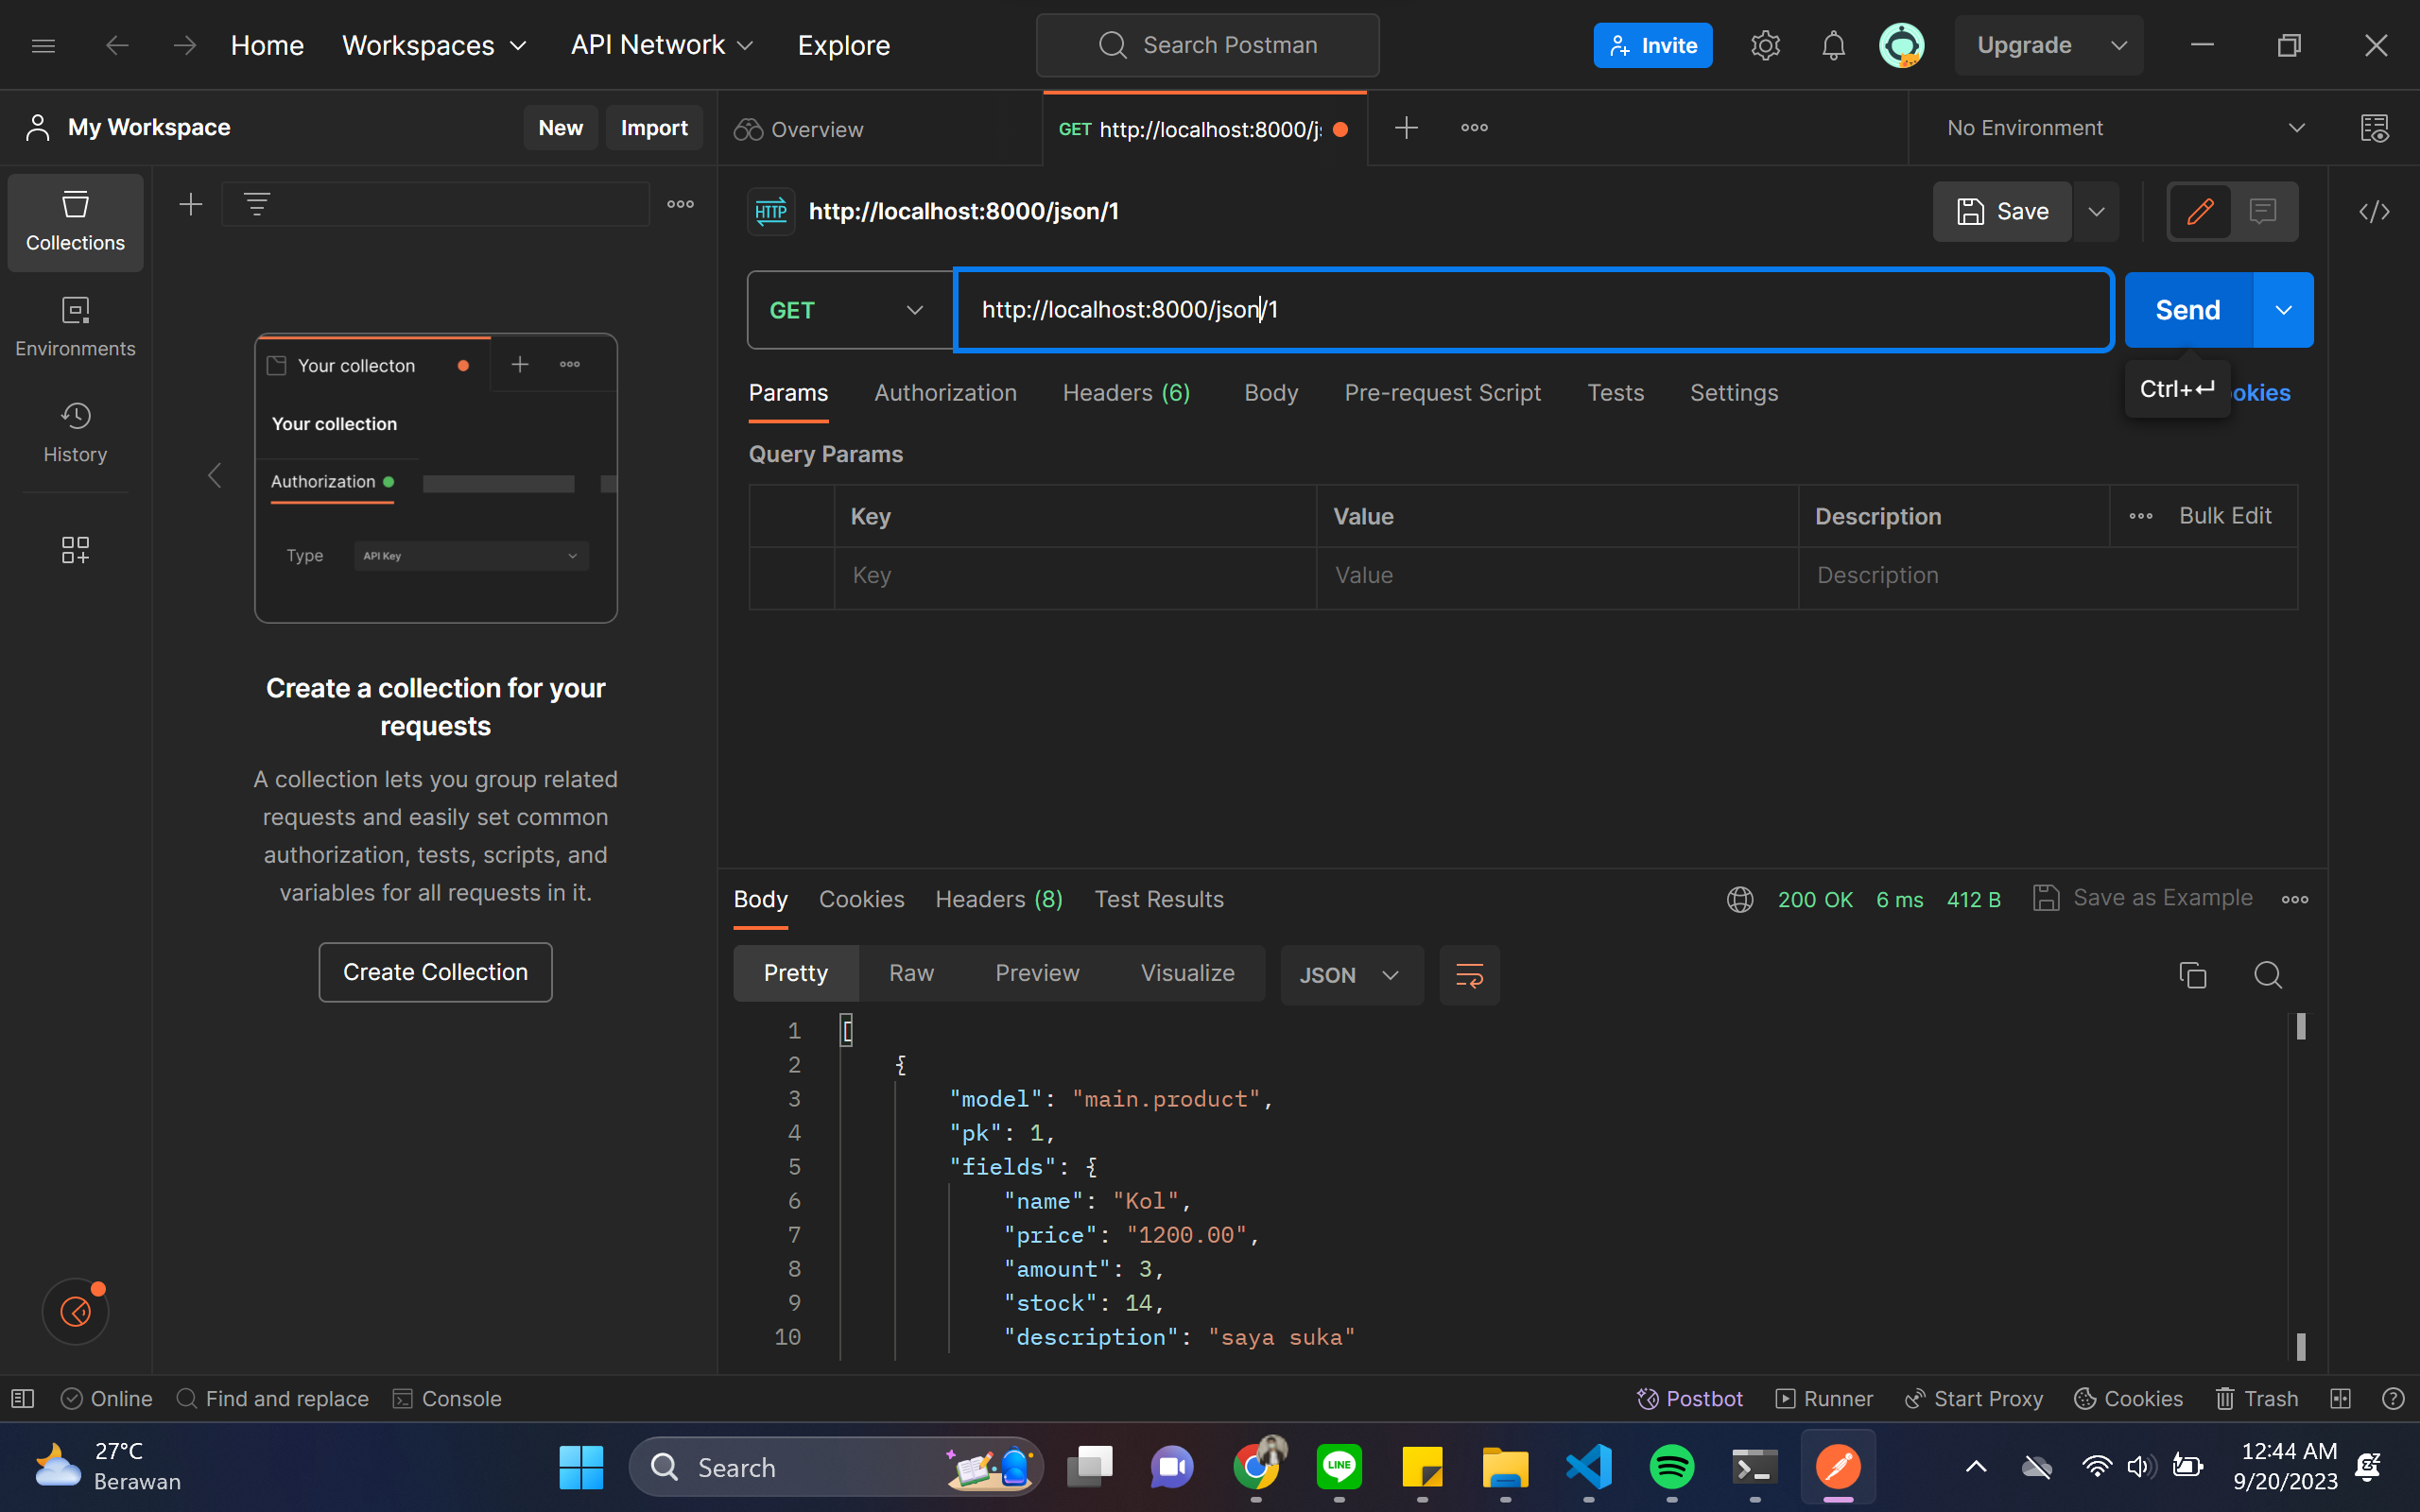 Home Workspaces API Network Explore Search Postman Invite Upgrade
My Workspace New Import Overview GET http://localhost:8000/j No Environment
Collections
Environments
History
Your collecton
Your collection
Authorization
Type API Key
Create a collection for your
requests
A collection lets you group related
requests and easily set common
authorization, tests, scripts, and
variables for all requests in it.
Create Collection
HTTP http://localhost:8000/json/1 Save
GET http://localhost:8000/json/1 Send
Ctrl+↵
Params Authorization Headers (6) Body Pre-request Script Tests Settings okies
Query Params
Key Value Description Bulk Edit
Key Value Description
Body Cookies Headers (8) Test Results 200 OK 6 ms 412 B Save as Example
Pretty Raw Preview Visualize JSON
1 [
2 {
3 "model": "main.product",
4 "pk": 1,
5 "fields": {
6 "name": "Kol",
7 "price": "1200.00",
8 "amount": 3,
9 "stock": 14,
10 "description": "saya suka"
Online Find and replace Console Postbot Runner Start Proxy Cookies Trash
27°C
Berawan
Search
LINE
12:44 AM
9/20/2023